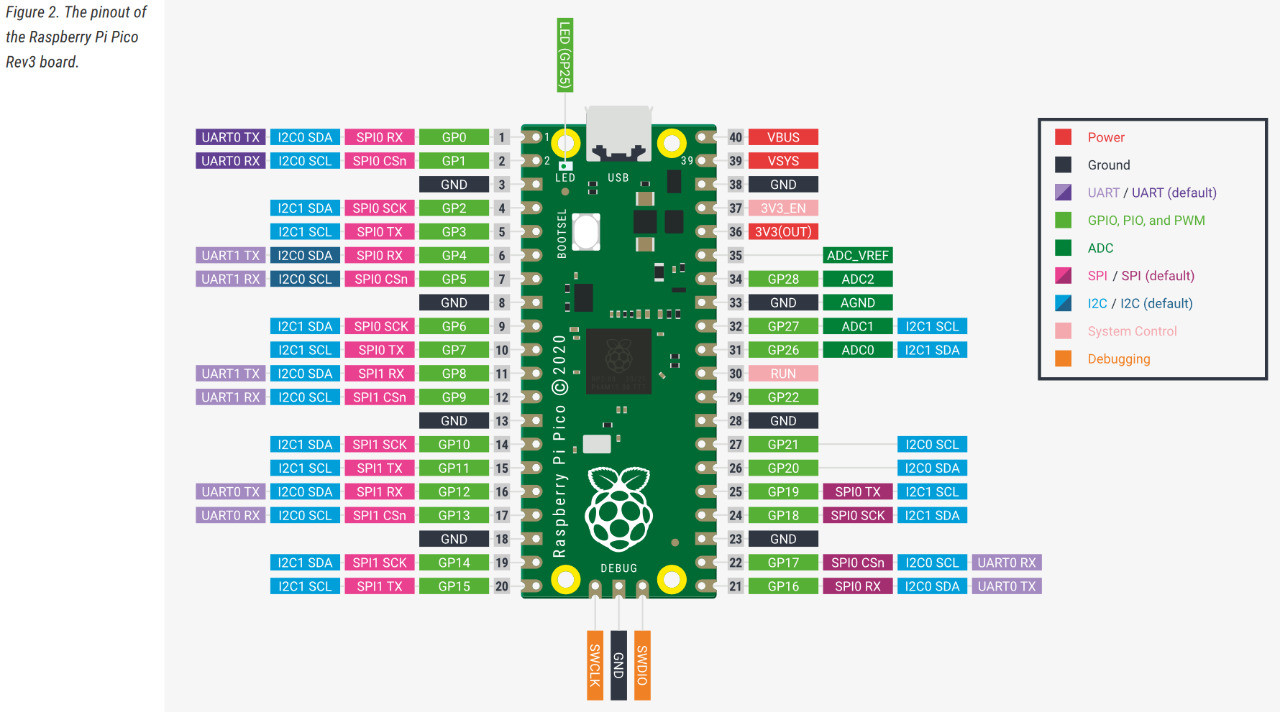 Figure 2. The pinout of
the Raspberry Pi Pico
Rev3 board.
LED (GP25)
UART0 TX I2C0 SDA SPI0 RX GP0 1 1 40 VBUS
UART0 RX I2C0 SCL SPI0 CSn GP1 2 2 39 39 VSYS
LED USB
GND 3 38 GND
I2C1 SDA SPI0 SCK GP2 4 37 3V3_EN
I2C1 SCL SPI0 TX GP3 5 36 3V3(OUT)
BOOTSEL
UART1 TX I2C0 SDA SPI0 RX GP4 6 35 ADC_VREF
UART1 RX I2C0 SCL SPI0 CSn GP5 7 34 GP28 ADC2
GND 8 33 GND AGND
I2C1 SDA SPI0 SCK GP6 9 32 GP27 ADC1 I2C1 SCL
I2C1 SCL SPI0 TX GP7 10 31 GP26 ADC0 I2C1 SDA
UART1 TX I2C0 SDA SPI1 RX GP8 11 30 RUN
UART1 RX I2C0 SCL SPI1 CSn GP9 12 29 GP22
GND 13 28 GND
I2C1 SDA SPI1 SCK GP10 14 27 GP21 I2C0 SCL
I2C1 SCL SPI1 TX GP11 15 26 GP20 I2C0 SDA
UART0 TX I2C0 SDA SPI1 RX GP12 16 25 GP19 SPI0 TX I2C1 SCL
UART0 RX I2C0 SCL SPI1 CSn GP13 17 24 GP18 SPI0 SCK I2C1 SDA
GND 18 23 GND
I2C1 SDA SPI1 SCK GP14 19 22 GP17 SPI0 CSn I2C0 SCL UART0 RX
I2C1 SCL SPI1 TX GP15 20 21 GP16 SPI0 RX I2C0 SDA UART0 TX
Raspberry Pi Pico © 2020
DEBUG
SWCLK
GND
SWDIO
Power
Ground
UART / UART (default)
GPIO, PIO, and PWM
ADC
SPI / SPI (default)
I2C / I2C (default)
System Control
Debugging